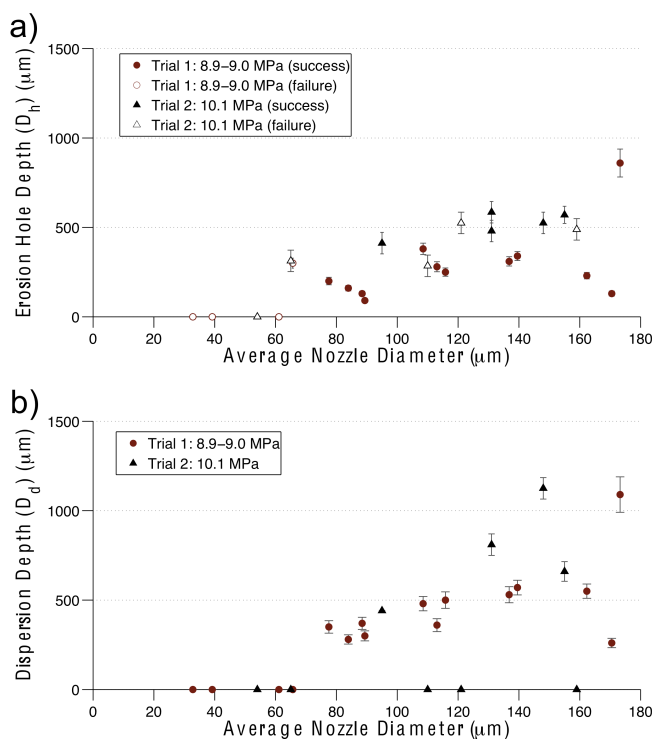 a)
1500
1000
500
0
Erosion Hole Depth (D_h) (μm)
Trial 1: 8.9–9.0 MPa (success)
Trial 1: 8.9–9.0 MPa (failure)
Trial 2: 10.1 MPa (success)
Trial 2: 10.1 MPa (failure)
0 20 40 60 80 100 120 140 160 180
Average Nozzle Diameter (μm)
b)
1500
1000
500
0
Dispersion Depth (D_d) (μm)
Trial 1: 8.9–9.0 MPa
Trial 2: 10.1 MPa
0 20 40 60 80 100 120 140 160 180
Average Nozzle Diameter (μm)